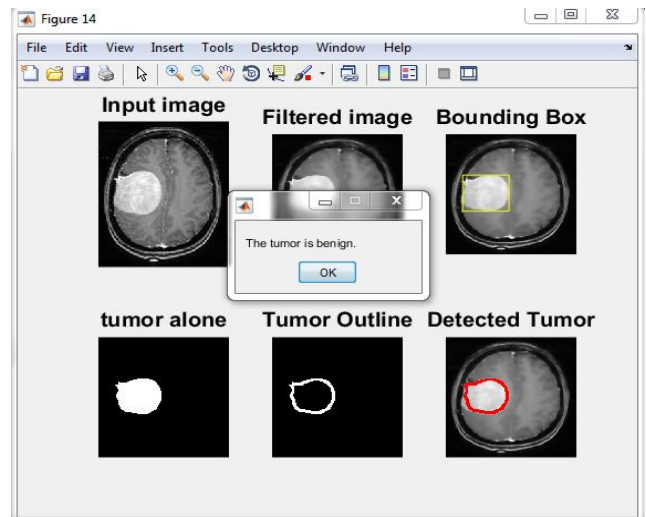 Figure 14
File Edit View Insert Tools Desktop Window Help
Input image
Filtered image
Bounding Box
The tumor is benign.
OK
tumor alone
Tumor Outline
Detected Tumor